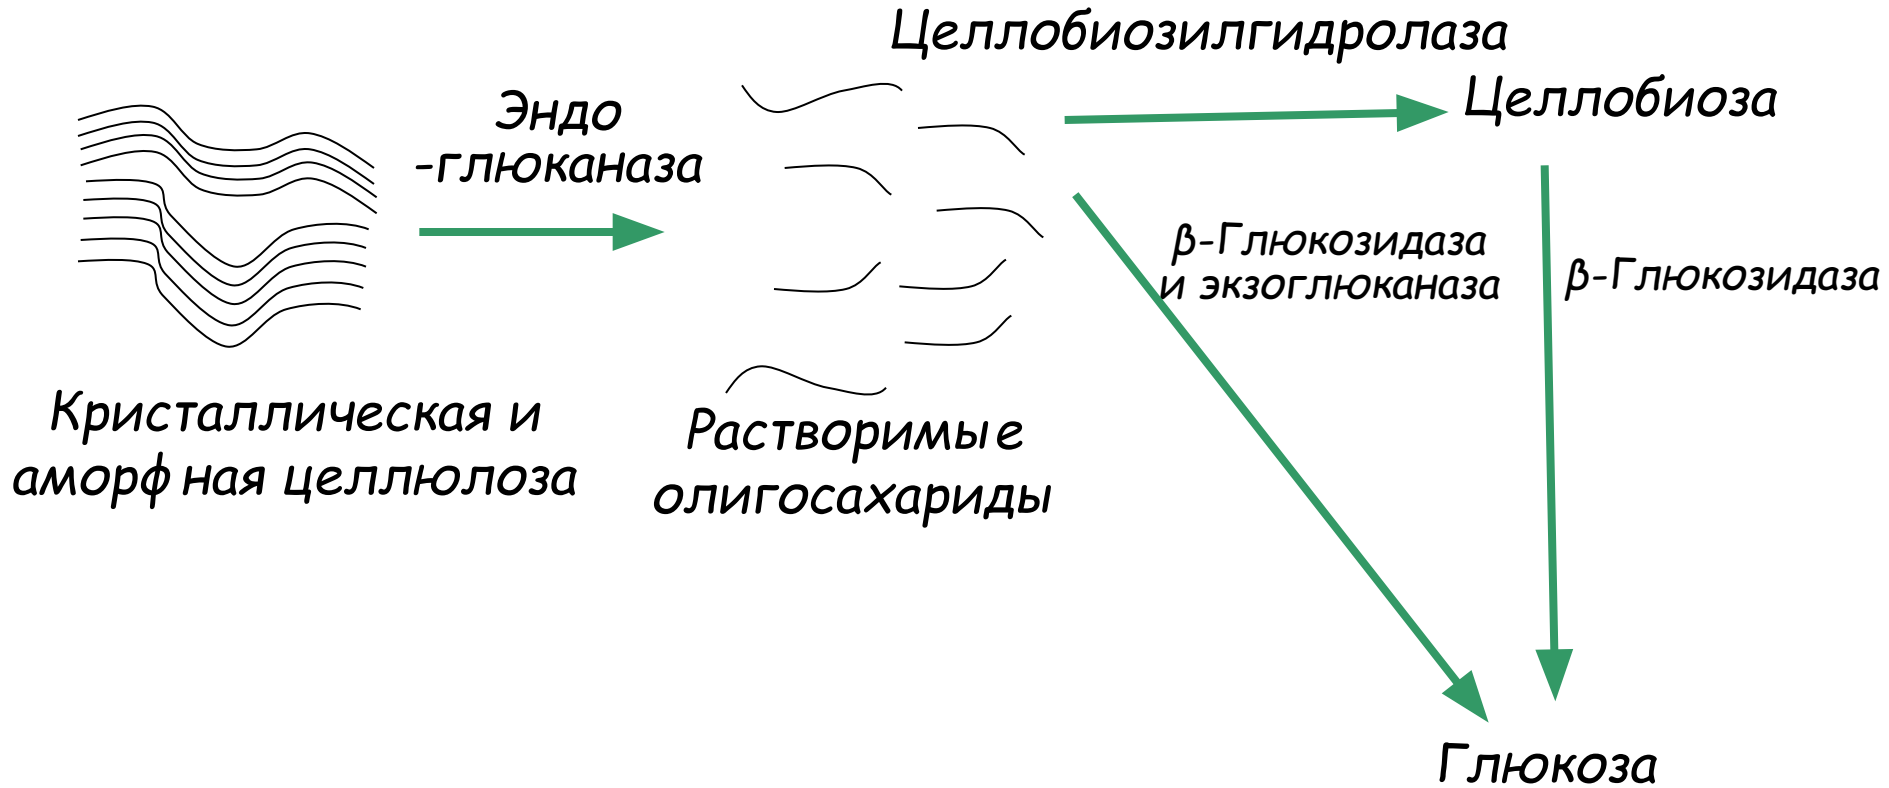 Целлобиозилгидролаза
Целлобиоза
Эндо
-глюканаза
β-Глюкозидаза
и экзоглюканаза
β-Глюкозидаза
Кристаллическая и
аморфная целлюлоза
Растворимые
олигосахариды
Глюкоза